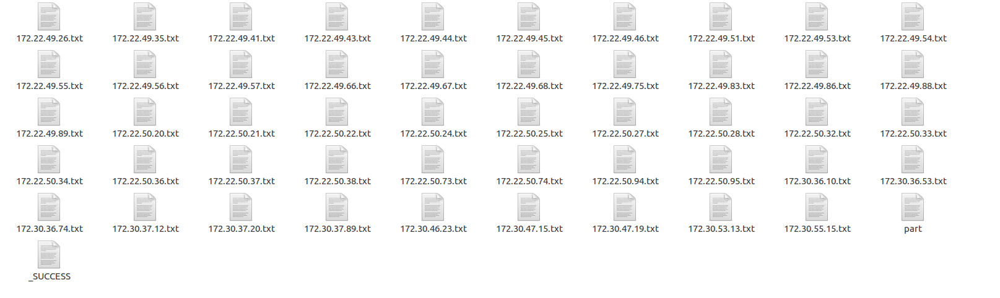 172.22.49.26.txt 172.22.49.35.txt 172.22.49.41.txt 172.22.49.43.txt 172.22.49.44.txt 172.22.49.45.txt 172.22.49.46.txt 172.22.49.51.txt 172.22.49.53.txt 172.22.49.54.txt
172.22.49.55.txt 172.22.49.56.txt 172.22.49.57.txt 172.22.49.66.txt 172.22.49.67.txt 172.22.49.68.txt 172.22.49.75.txt 172.22.49.83.txt 172.22.49.86.txt 172.22.49.88.txt
172.22.49.89.txt 172.22.50.20.txt 172.22.50.21.txt 172.22.50.22.txt 172.22.50.24.txt 172.22.50.25.txt 172.22.50.27.txt 172.22.50.28.txt 172.22.50.32.txt 172.22.50.33.txt
172.22.50.34.txt 172.22.50.36.txt 172.22.50.37.txt 172.22.50.38.txt 172.22.50.73.txt 172.22.50.74.txt 172.22.50.94.txt 172.22.50.95.txt 172.30.36.10.txt 172.30.36.53.txt
172.30.36.74.txt 172.30.37.12.txt 172.30.37.20.txt 172.30.37.89.txt 172.30.46.23.txt 172.30.47.15.txt 172.30.47.19.txt 172.30.53.13.txt 172.30.55.15.txt part
_SUCCESS